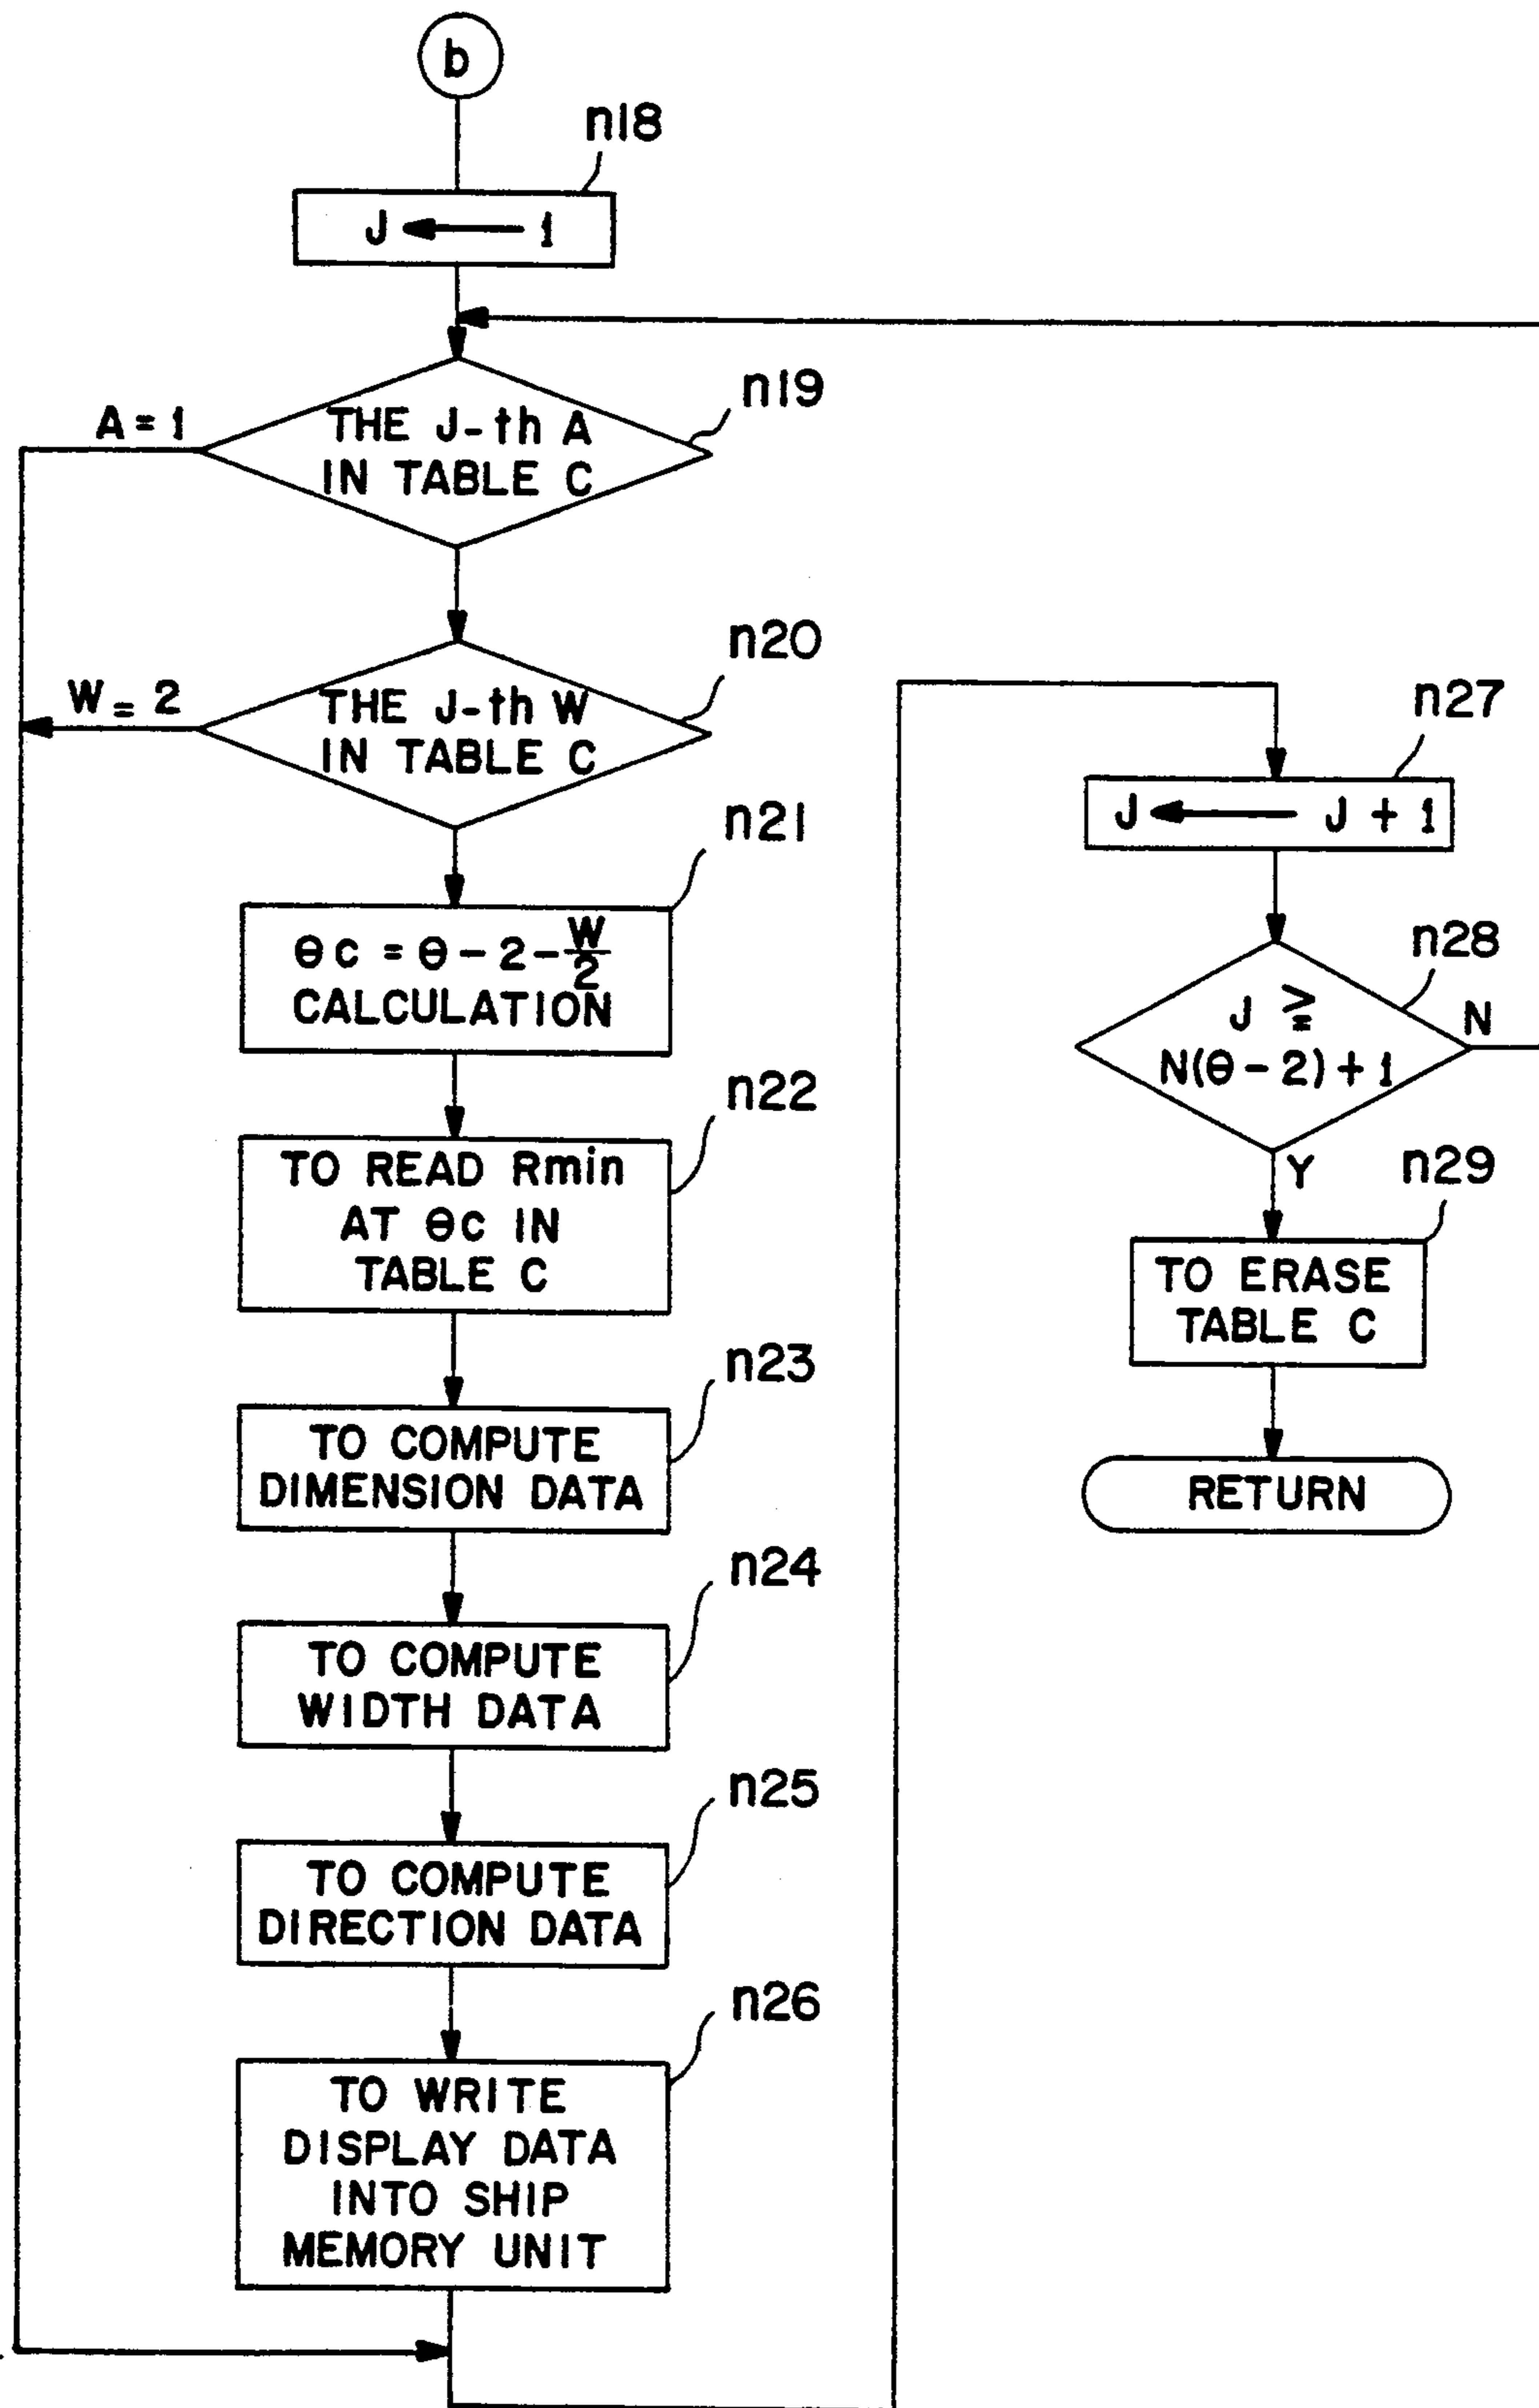 b
n18
J ← 1
n19
A = 1
THE J-th A
IN TABLE C
n20
W = 2
THE J-th W
IN TABLE C
n21
θc = θ - 2 - W/2
CALCULATION
n22
TO READ Rmin
AT θc IN
TABLE C
n23
TO COMPUTE
DIMENSION DATA
n24
TO COMPUTE
WIDTH DATA
n25
TO COMPUTE
DIRECTION DATA
n26
TO WRITE
DISPLAY DATA
INTO SHIP
MEMORY UNIT
n27
J ← J + 1
n28
J ≧
N(θ - 2) + 1
N
Y
n29
TO ERASE
TABLE C
RETURN